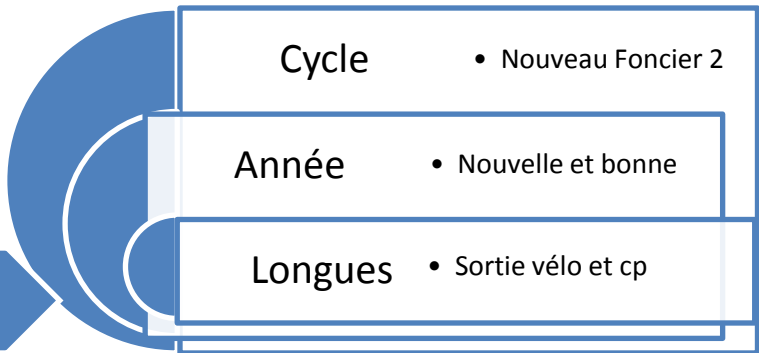 Cycle • Nouveau Foncier 2
Année • Nouvelle et bonne
Longues • Sortie vélo et cp